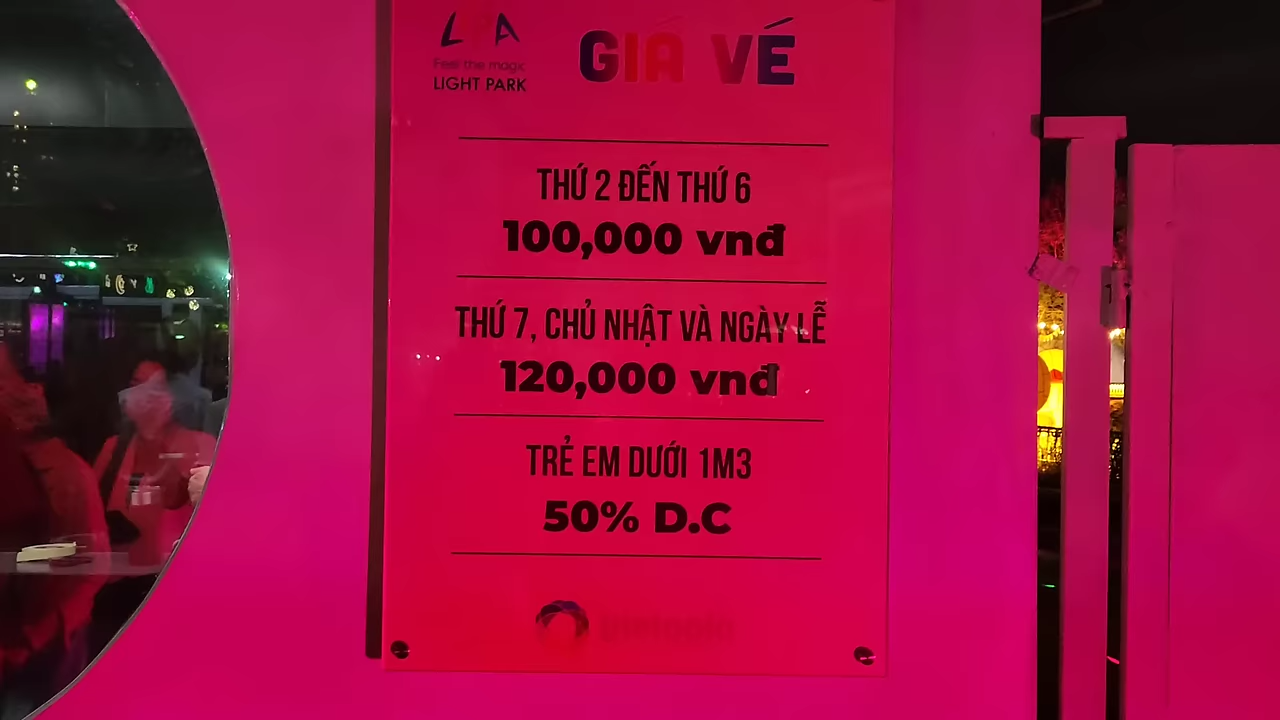 Feel the magic
LIGHT PARK
GIÁ VÉ
THỨ 2 ĐẾN THỨ 6
100,000 vnđ
THỨ 7, CHỦ NHẬT VÀ NGÀY LỄ
120,000 vnđ
TRẺ EM DƯỚI 1M3
50% D.C